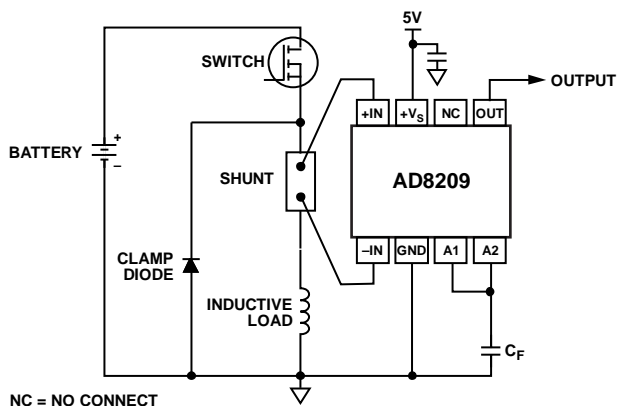 5V
SWITCH
OUTPUT
+IN
+VS
NC
OUT
BATTERY
+
–
SHUNT
AD8209
–IN
GND
A1
A2
CLAMP
DIODE
INDUCTIVE
LOAD
CF
NC = NO CONNECT